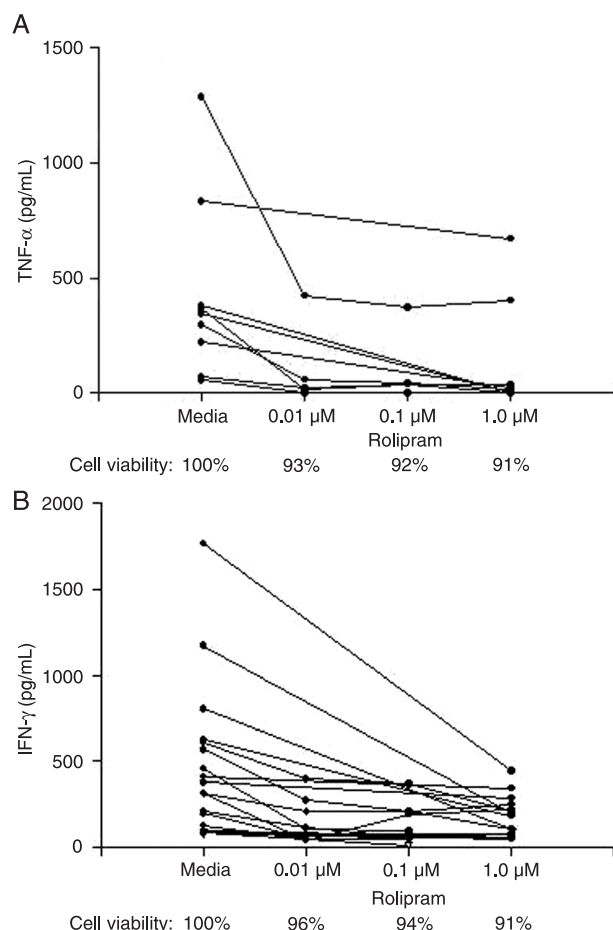 A
1500
1000
500
0
TNF-α (pg/mL)
Media 0.01 μM 0.1 μM 1.0 μM
Rolipram
Cell viability: 100% 93% 92% 91%
B
2000
1500
1000
500
0
IFN-γ (pg/mL)
Media 0.01 μM 0.1 μM 1.0 μM
Rolipram
Cell viability: 100% 96% 94% 91%